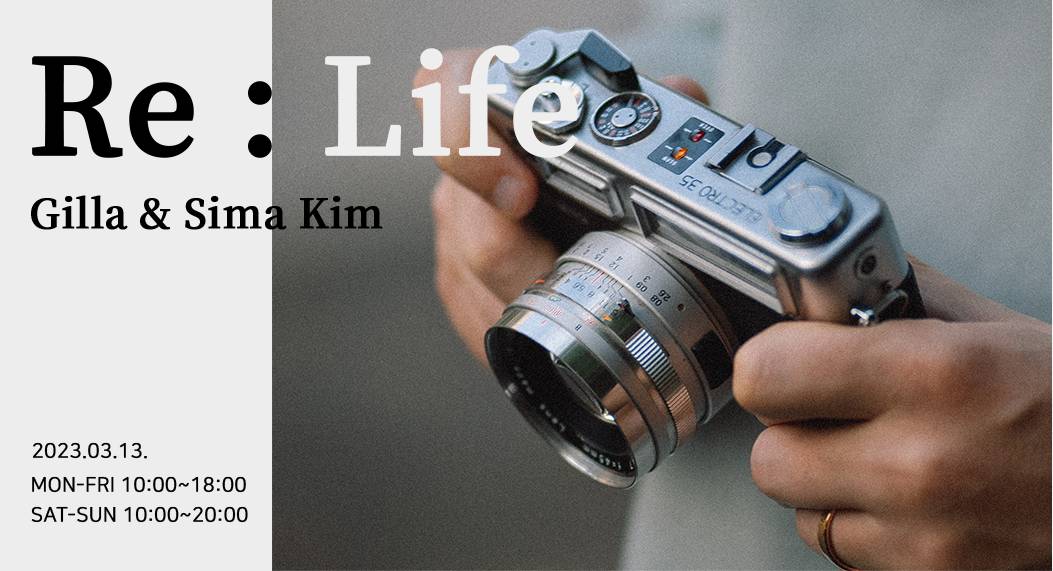 Re : Life
Gilla & Sima Kim
2023.03.13.
MON-FRI 10:00~18:00
SAT-SUN 10:00~20:00
ELECTRO 35